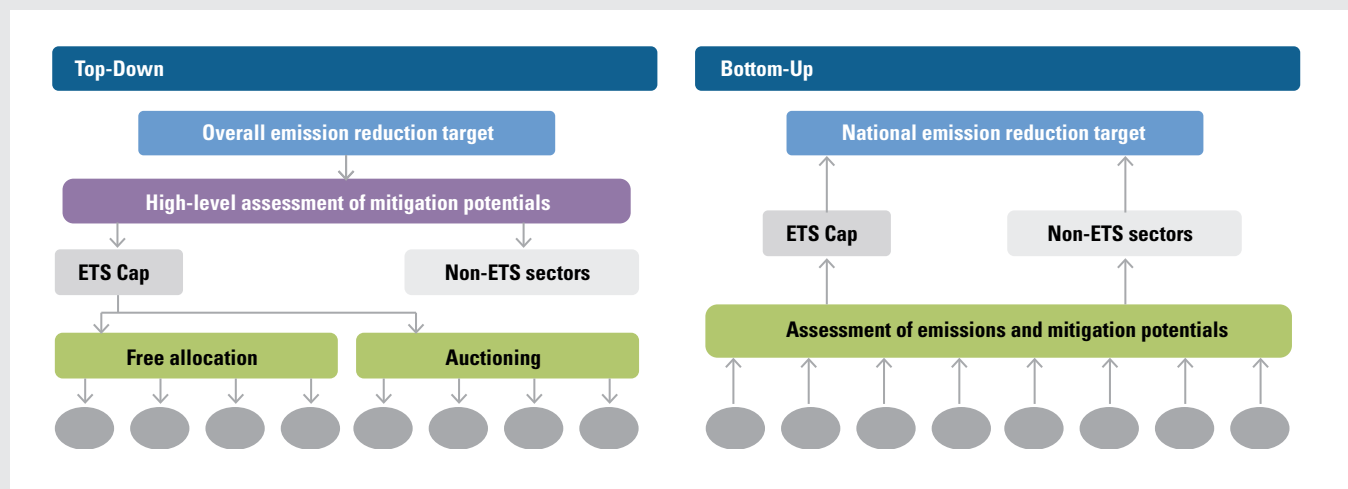 Top-Down
Overall emission reduction target
High-level assessment of mitigation potentials
ETS Cap
Non-ETS sectors
Free allocation
Auctioning
Bottom-Up
National emission reduction target
ETS Cap
Non-ETS sectors
Assessment of emissions and mitigation potentials